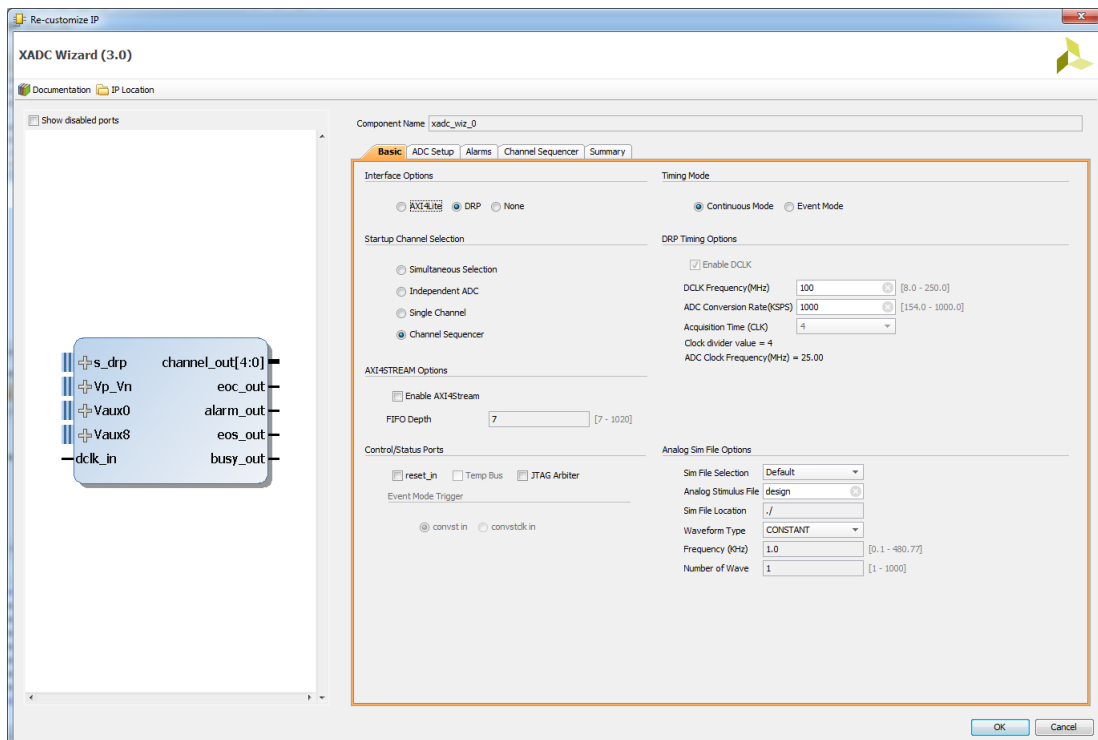 Re-customize IP
XADC Wizard (3.0)
Documentation IP Location
Show disabled ports
s_drp channel_out[4:0]
Vp_Vn eoc_out
Vaux0 alarm_out
Vaux8 eos_out
dclk_in busy_out
Component Name xadc_wiz_0
Basic ADC Setup Alarms Channel Sequencer Summary
Interface Options
AXI4Lite DRP None
Startup Channel Selection
Simultaneous Selection
Independent ADC
Single Channel
Channel Sequencer
AXI4STREAM Options
Enable AXI4Stream
FIFO Depth 7 [7 - 1020]
Control/Status Ports
reset_in Temp Bus JTAG Arbiter
Event Mode Trigger
convst in convstclk in
Timing Mode
Continuous Mode Event Mode
DRP Timing Options
Enable DCLK
DCLK Frequency(MHz) 100 [8.0 - 250.0]
ADC Conversion Rate(KSPS) 1000 [154.0 - 1000.0]
Acquisition Time (CLK) 4
Clock divider value = 4
ADC Clock Frequency(MHz) = 25.00
Analog Sim File Options
Sim File Selection Default
Analog Stimulus File design
Sim File Location ./
Waveform Type CONSTANT
Frequency (KHz) 1.0 [0.1 - 480.77]
Number of Wave 1 [1 - 1000]
OK Cancel